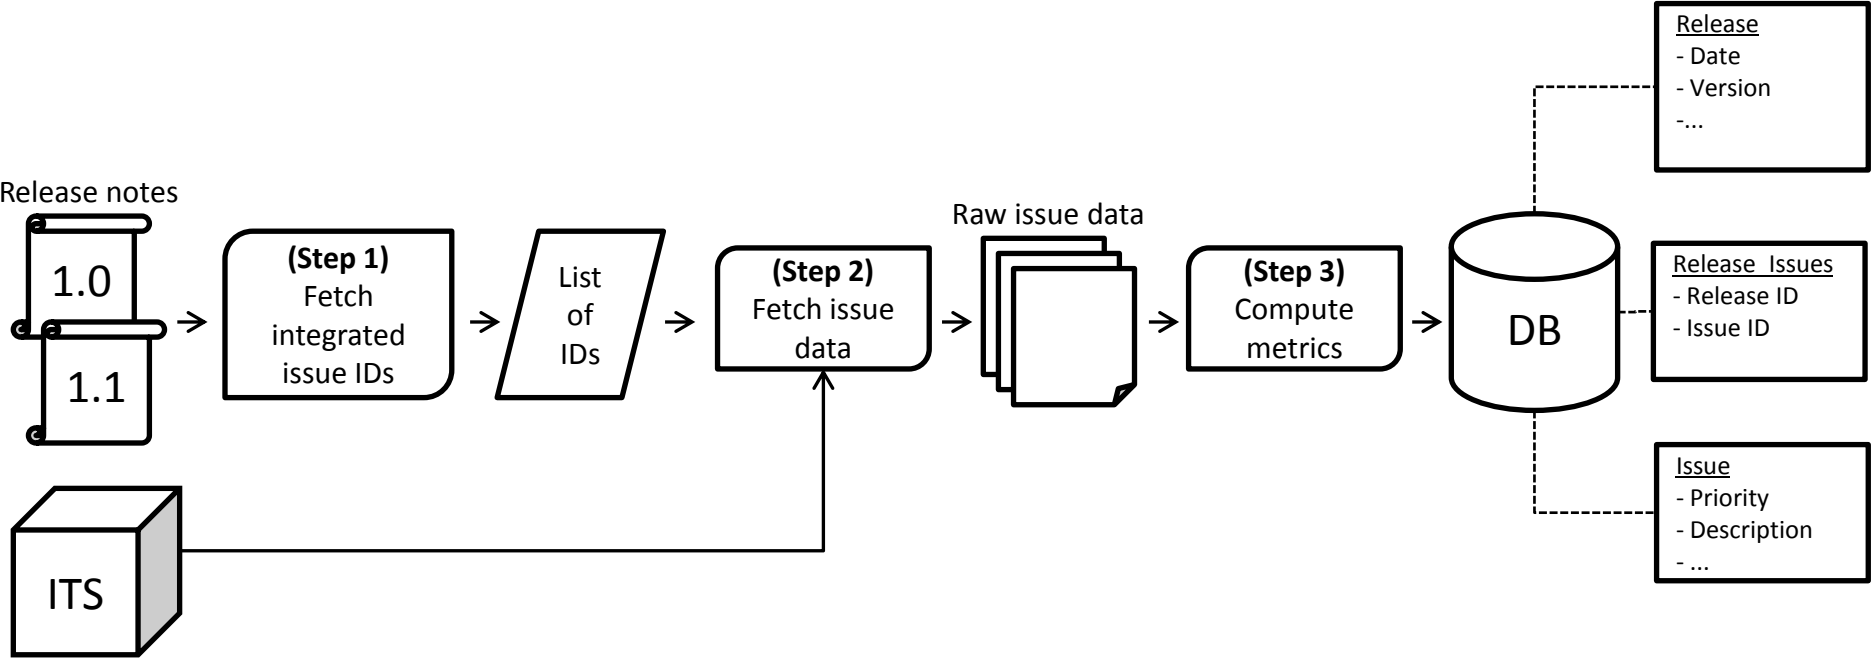 Release notes
1.0
1.1
ITS
(Step 1)
Fetch
integrated
issue IDs
List
of
IDs
(Step 2)
Fetch issue
data
Raw issue data
(Step 3)
Compute
metrics
DB
Release
- Date
- Version
-...
Release Issues
- Release ID
- Issue ID
Issue
- Priority
- Description
- ...